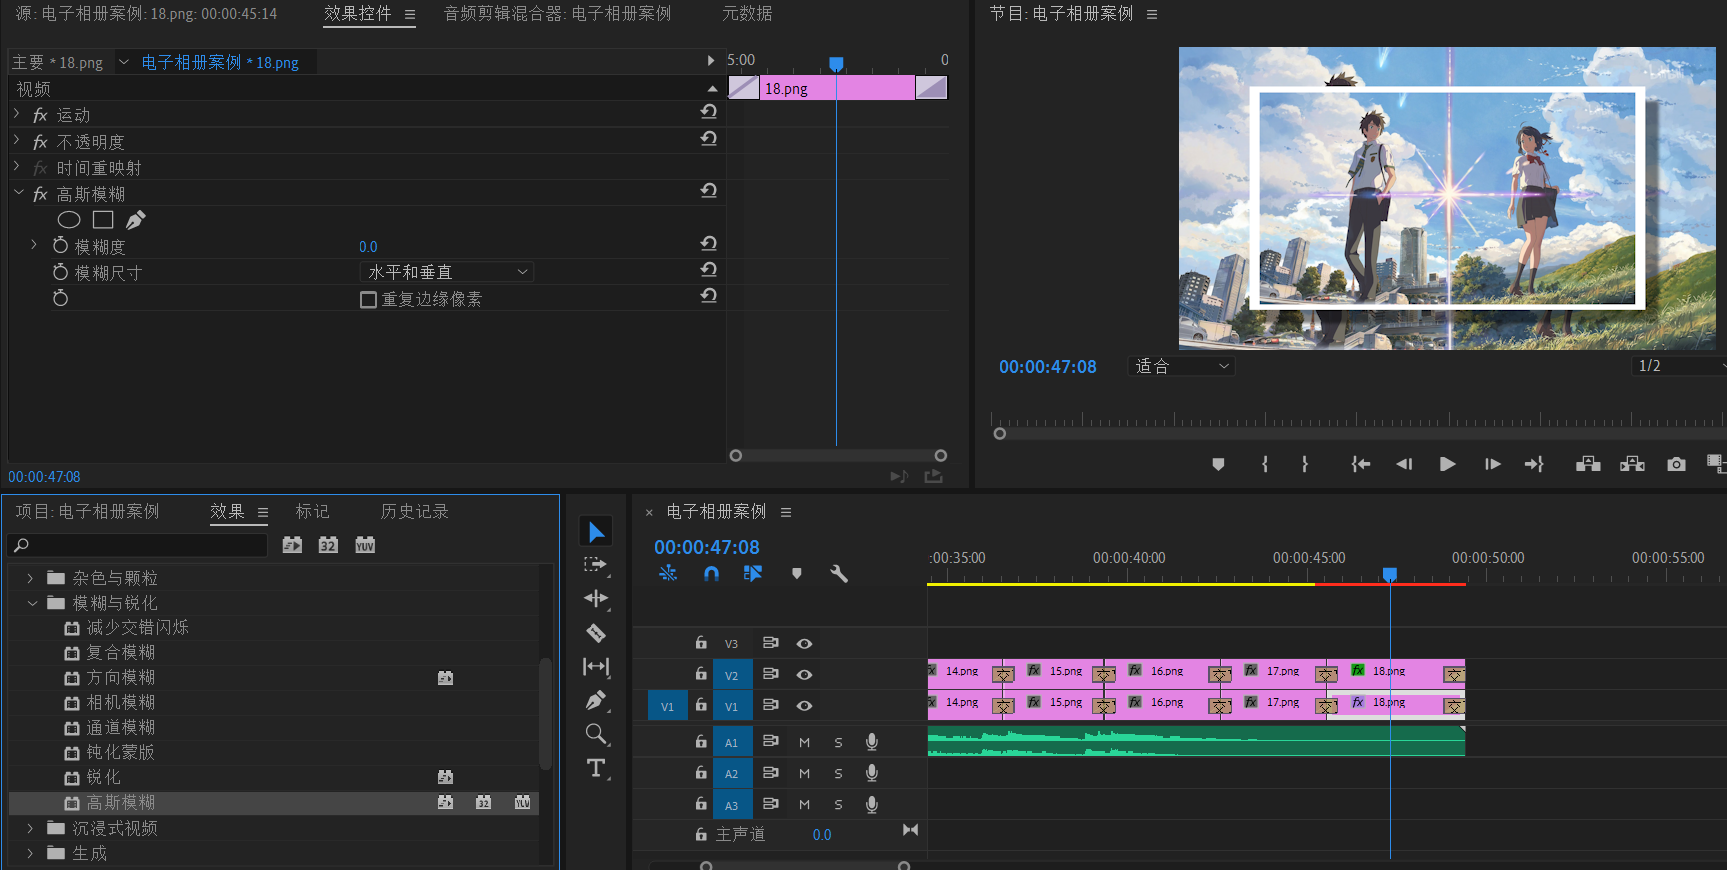 源: 电子相册案例: 18.png: 00:00:45:14
效果控件
音频剪辑混合器: 电子相册案例
元数据
主要 * 18.png
电子相册案例 * 18.png
5:00
0
视频
18.png
fx 运动
fx 不透明度
fx 时间重映射
fx 高斯模糊
模糊度
0.0
模糊尺寸
水平和垂直
重复边缘像素
00:00:47:08
节目: 电子相册案例
00:00:47:08
适合
1/2
项目: 电子相册案例
效果
标记
历史记录
32
YUV
杂色与颗粒
模糊与锐化
减少交错闪烁
复合模糊
方向模糊
相机模糊
通道模糊
钝化蒙版
锐化
高斯模糊
32
YUV
沉浸式视频
生成
× 电子相册案例
00:00:47:08
:00:35:00
00:00:40:00
00:00:45:00
00:00:50:00
00:00:55:00
V3
V2
fx 14.png
fx 15.png
fx 16.png
fx 17.png
fx 18.png
V1
V1
fx 14.png
fx 15.png
fx 16.png
fx 17.png
fx 18.png
A1
M
S
A2
M
S
A3
M
S
主声道
0.0